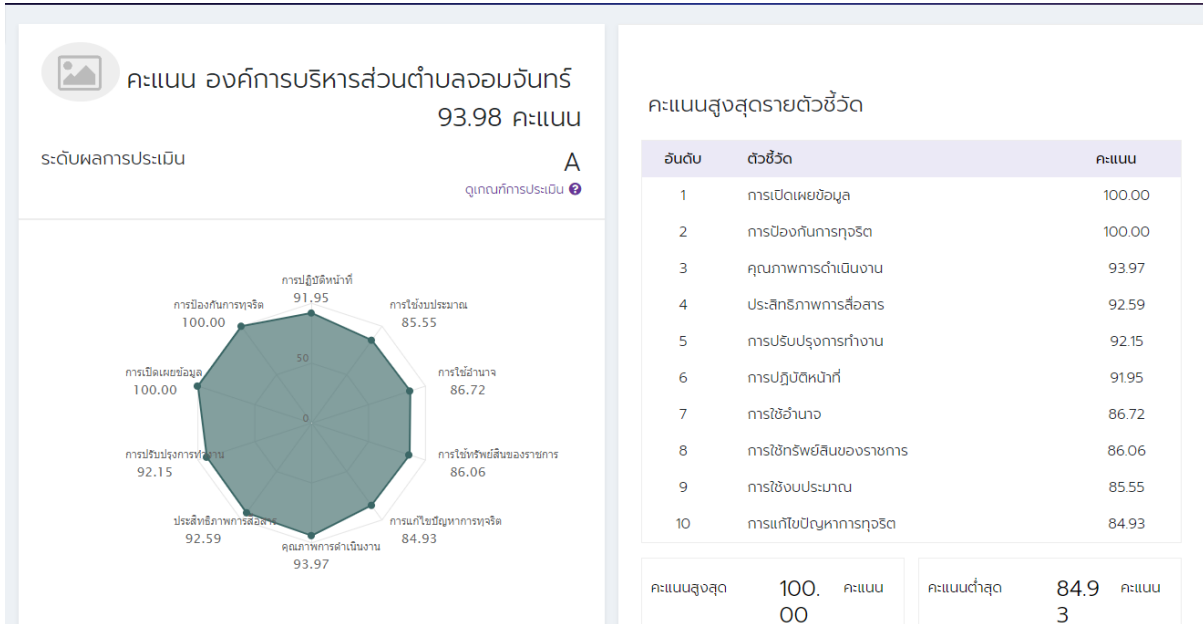 คะแนน องค์การบริหารส่วนตำบลจอมจันทร์
93.98 คะแนน
ระดับผลการประเมิน
A
ดูเกณฑ์การประเมิน ?
การปฏิบัติหน้าที่
91.95
การป้องกันการทุจริต
100.00
การใช้งบประมาณ
85.55
50
การเปิดเผยข้อมูล
100.00
การใช้อำนาจ
86.72
0
การปรับปรุงการทำงาน
92.15
การใช้ทรัพย์สินของราชการ
86.06
ประสิทธิภาพการสื่อสาร
92.59
การแก้ไขปัญหาการทุจริต
84.93
คุณภาพการดำเนินงาน
93.97
คะแนนสูงสุดรายตัวชี้วัด
อันดับ ตัวชี้วัด คะแนน
1 การเปิดเผยข้อมูล 100.00
2 การป้องกันการทุจริต 100.00
3 คุณภาพการดำเนินงาน 93.97
4 ประสิทธิภาพการสื่อสาร 92.59
5 การปรับปรุงการทำงาน 92.15
6 การปฏิบัติหน้าที่ 91.95
7 การใช้อำนาจ 86.72
8 การใช้ทรัพย์สินของราชการ 86.06
9 การใช้งบประมาณ 85.55
10 การแก้ไขปัญหาการทุจริต 84.93
คะแนนสูงสุด 100. คะแนน
00
คะแนนต่ำสุด 84.9 คะแนน
3